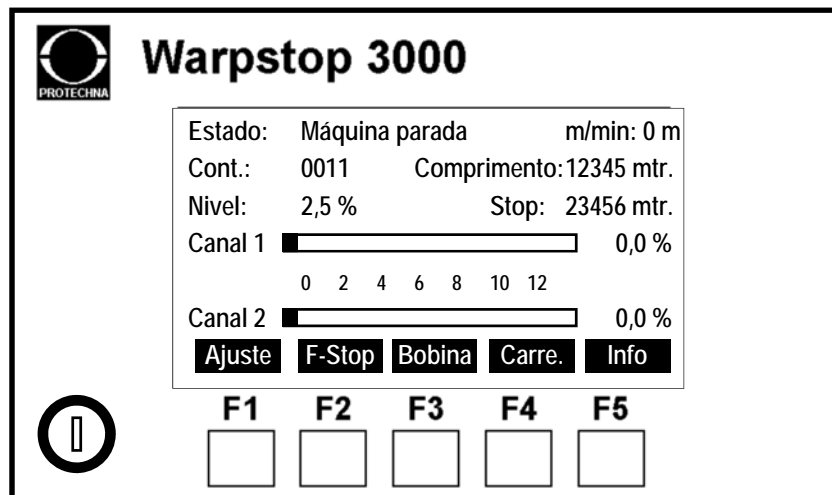 PROTECHNA
Warpstop 3000
Estado: Máquina parada m/min: 0 m
Cont.: 0011 Comprimento: 12345 mtr.
Nivel: 2,5 % Stop: 23456 mtr.
Canal 1 0,0 %
0 2 4 6 8 10 12
Canal 2 0,0 %
Ajuste F-Stop Bobina Carre. Info
F1 F2 F3 F4 F5